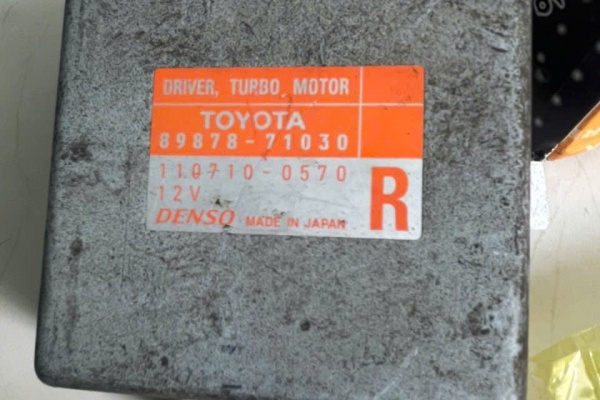 DRIVER, TURBO MOTOR
TOYOTA
89878-71030
110710-0570
12V
DENSO MADE IN JAPAN
R